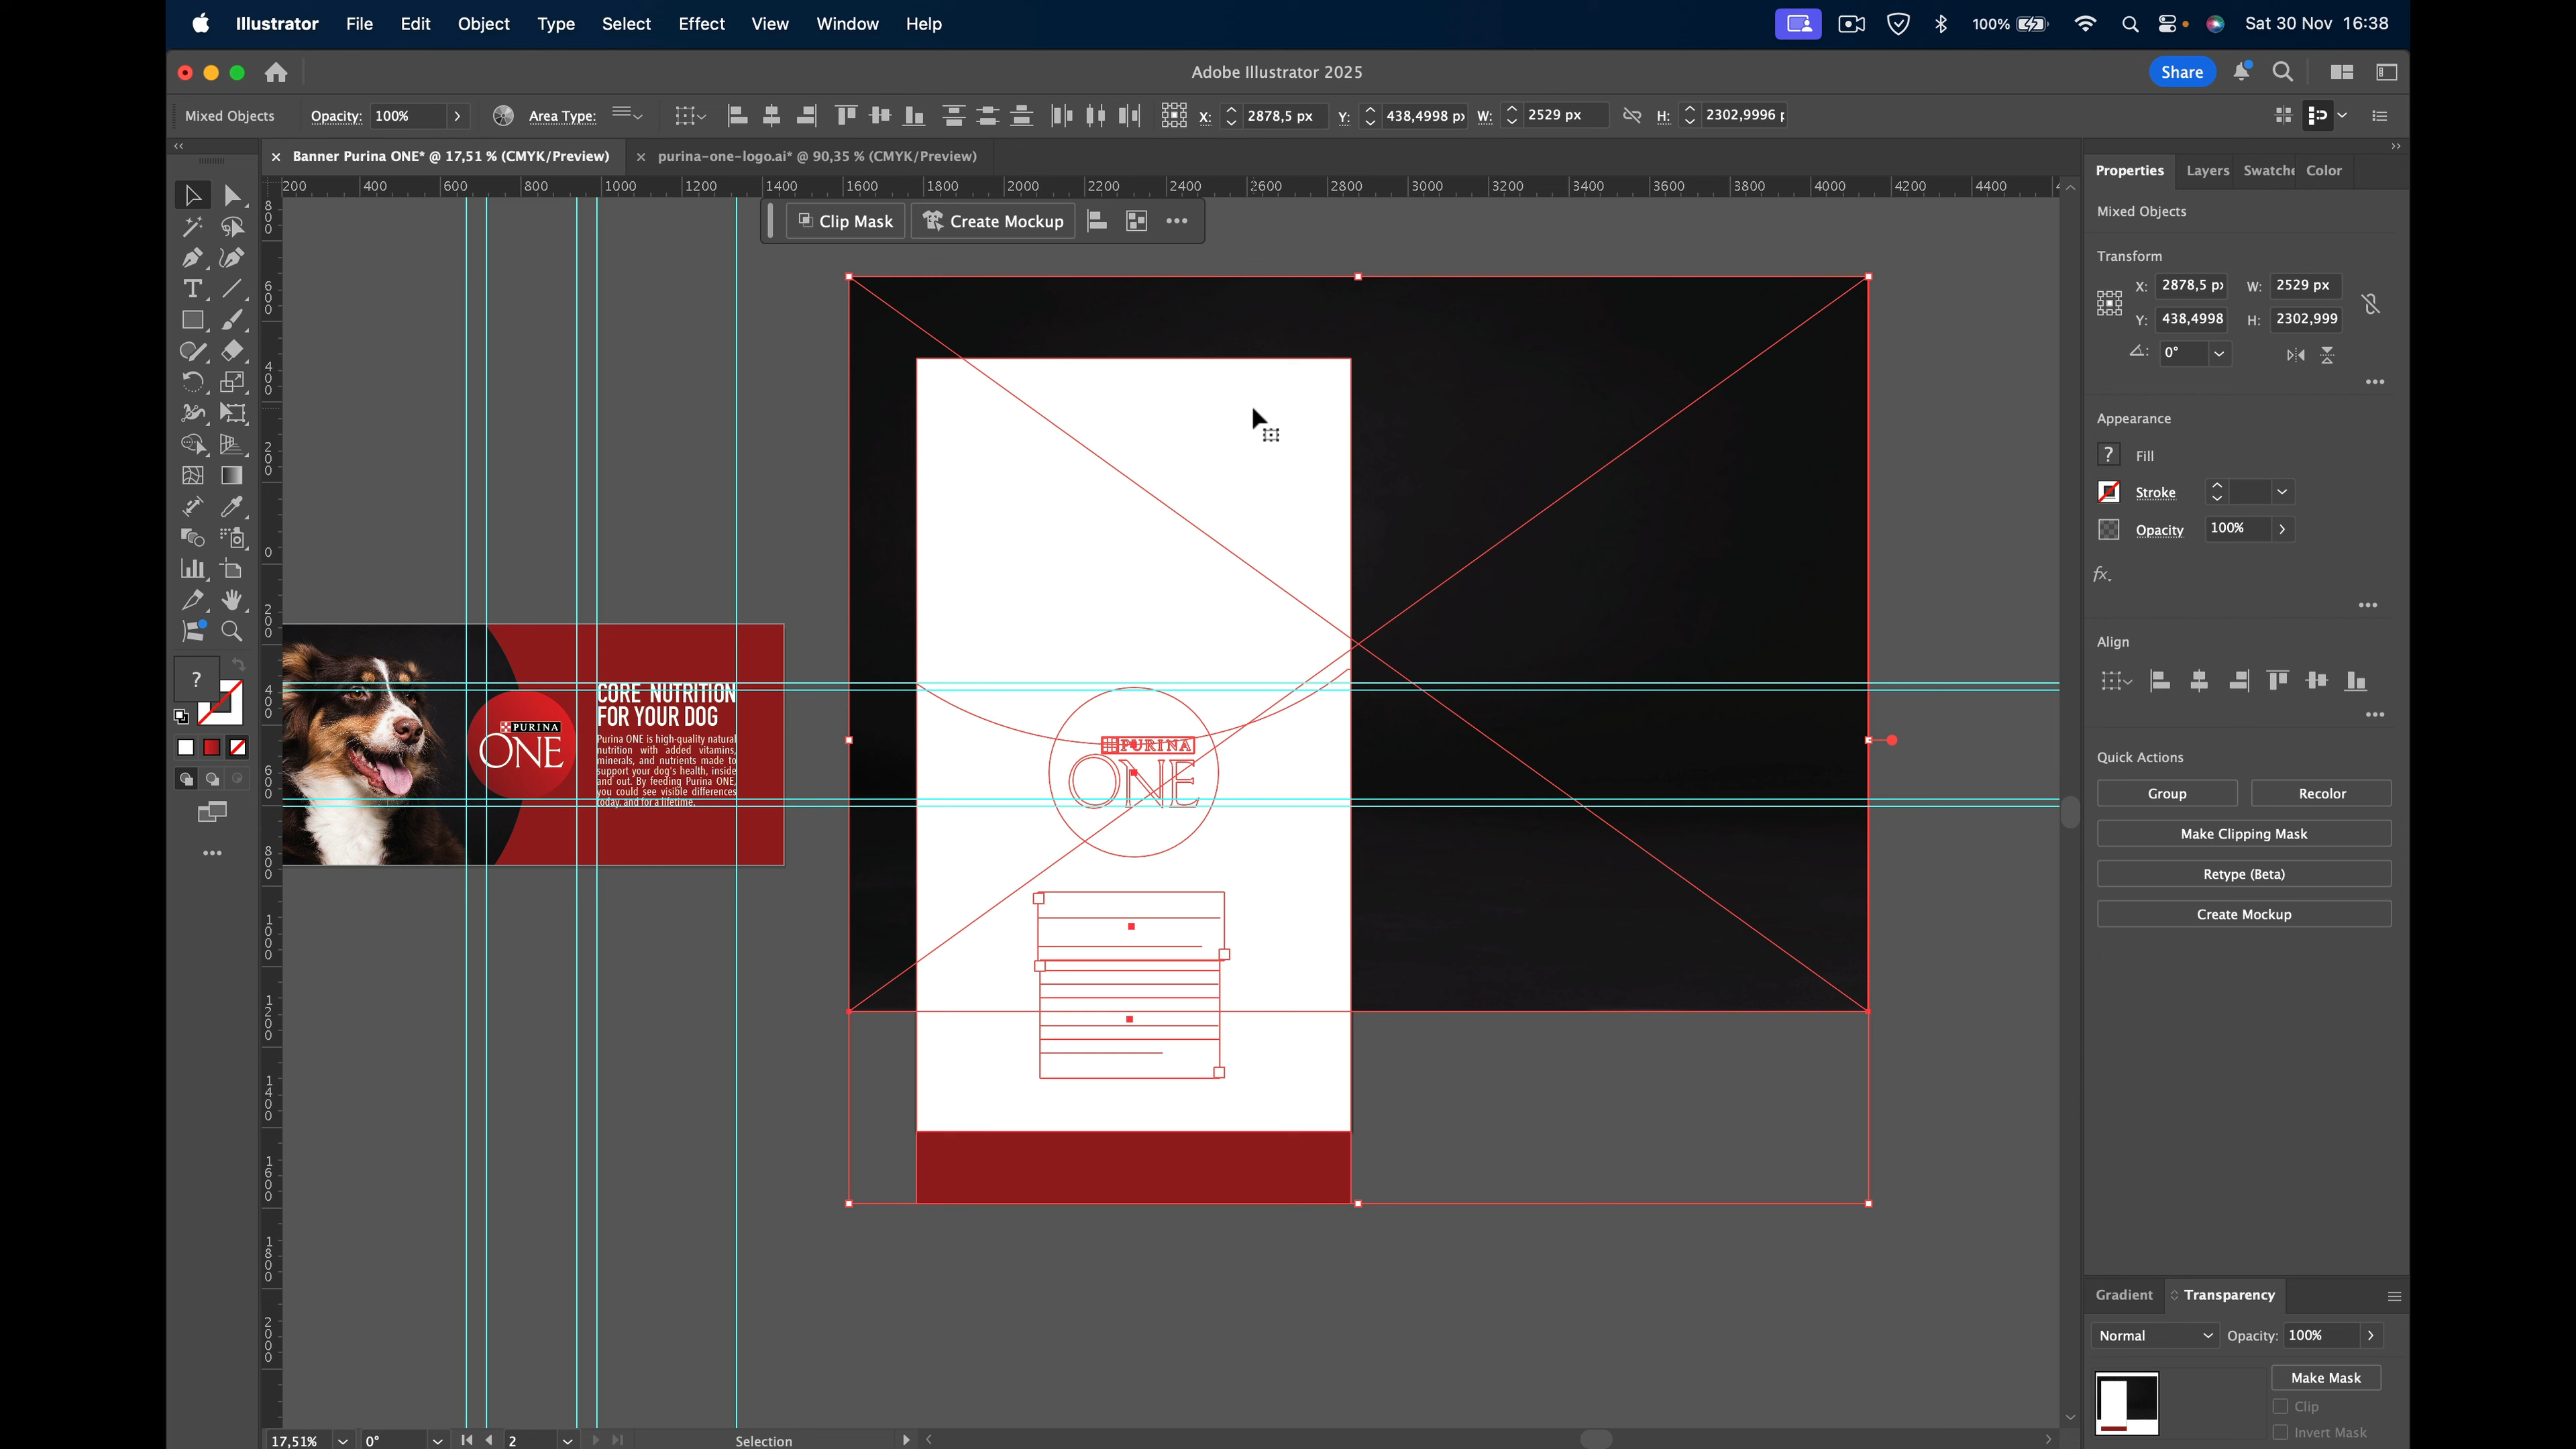 Illustrator File Edit Object Type Select Effect View Window Help
100% Sat 30 Nov 16:38
Adobe Illustrator 2025
Share
Mixed Objects Opacity: 100% Area Type: X: 2878,5 px Y: 438,4998 px W: 2529 px H: 2302,9996 p
Banner Purina ONE* @ 17,51 % (CMYK/Preview) purina-one-logo.ai* @ 90,35 % (CMYK/Preview)
200 400 600 800 1000 1200 1400 1600 1800 2000 2200 2400 2600 2800 3000 3200 3400 3600 3800 4000 4200 4400
Clip Mask Create Mockup
800
600
400
200
0
200
400
600
800
1000
1200
1400
1600
1800
2000
PURINA
ONE
CORE NUTRITION
FOR YOUR DOG
Purina ONE is high-quality natural
nutrition with added vitamins,
minerals, and nutrients made to
support your dog's health, inside
and out. By feeding Purina ONE,
you could see visible differences
today, and for a lifetime.
PURINA
ONE
?
Properties Layers Swatche Color
Mixed Objects
Transform
X: 2878,5 px W: 2529 px
Y: 438,4998 H: 2302,999
0°
Appearance
? Fill
Stroke
Opacity 100%
fx.
Align
Quick Actions
Group Recolor
Make Clipping Mask
Retype (Beta)
Create Mockup
Gradient Transparency
Normal Opacity: 100%
Make Mask
Clip
Invert Mask
17,51% 0° 2 Selection